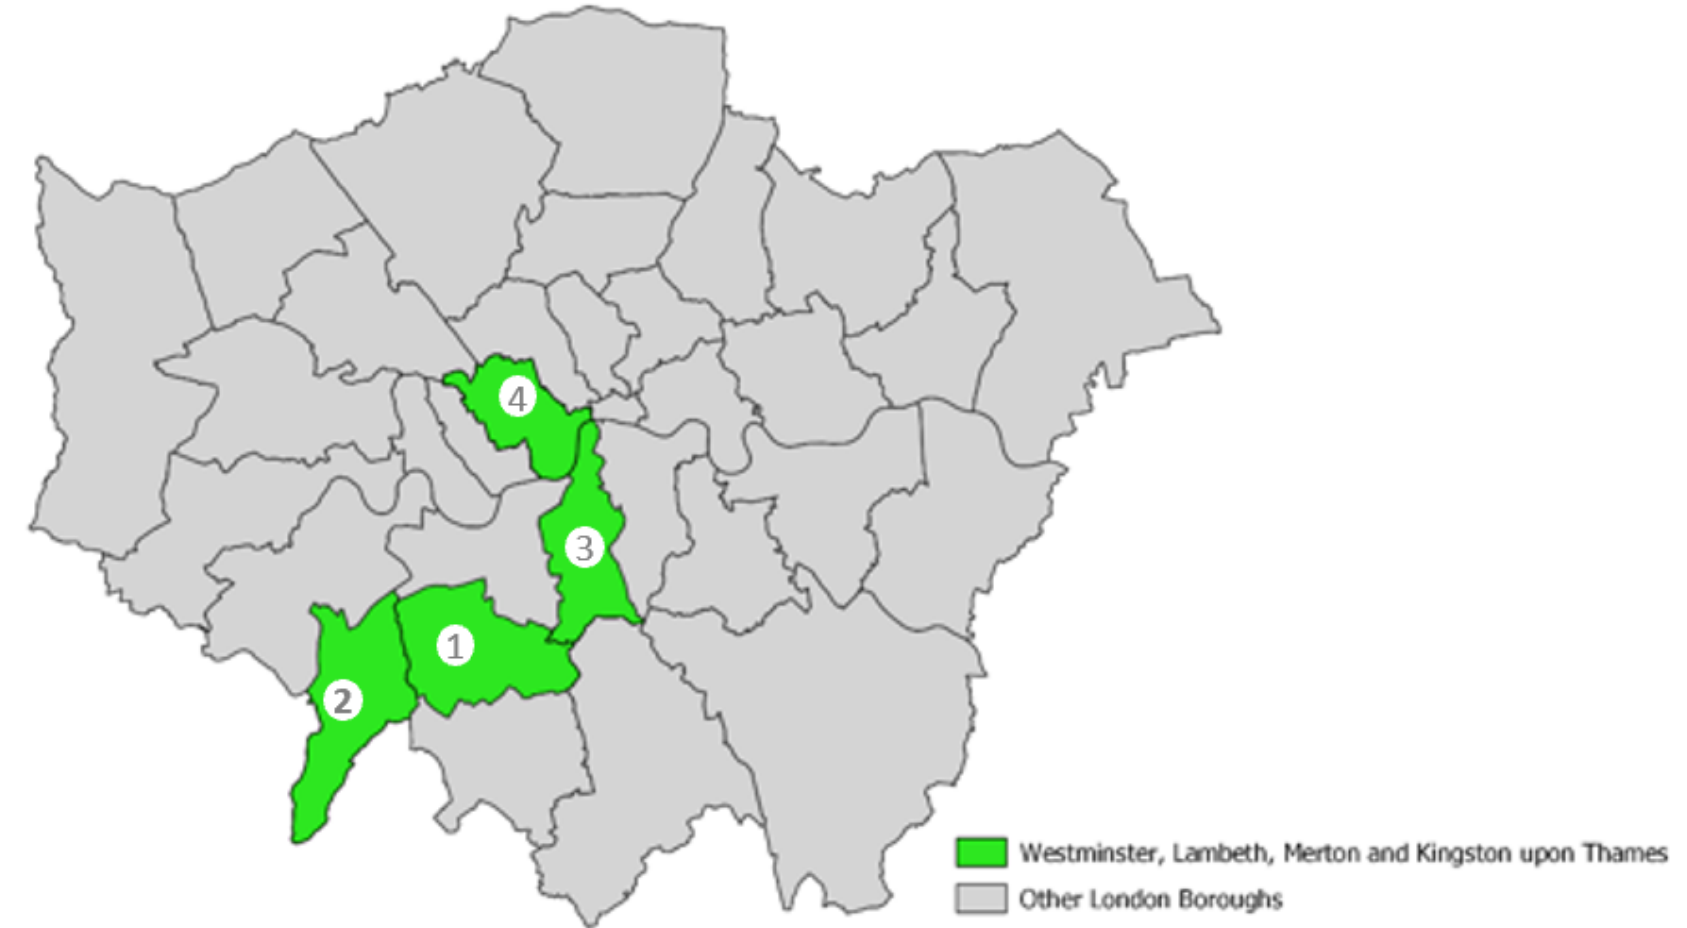 4
3
1
2
Westminster, Lambeth, Merton and Kingston upon Thames
Other London Boroughs